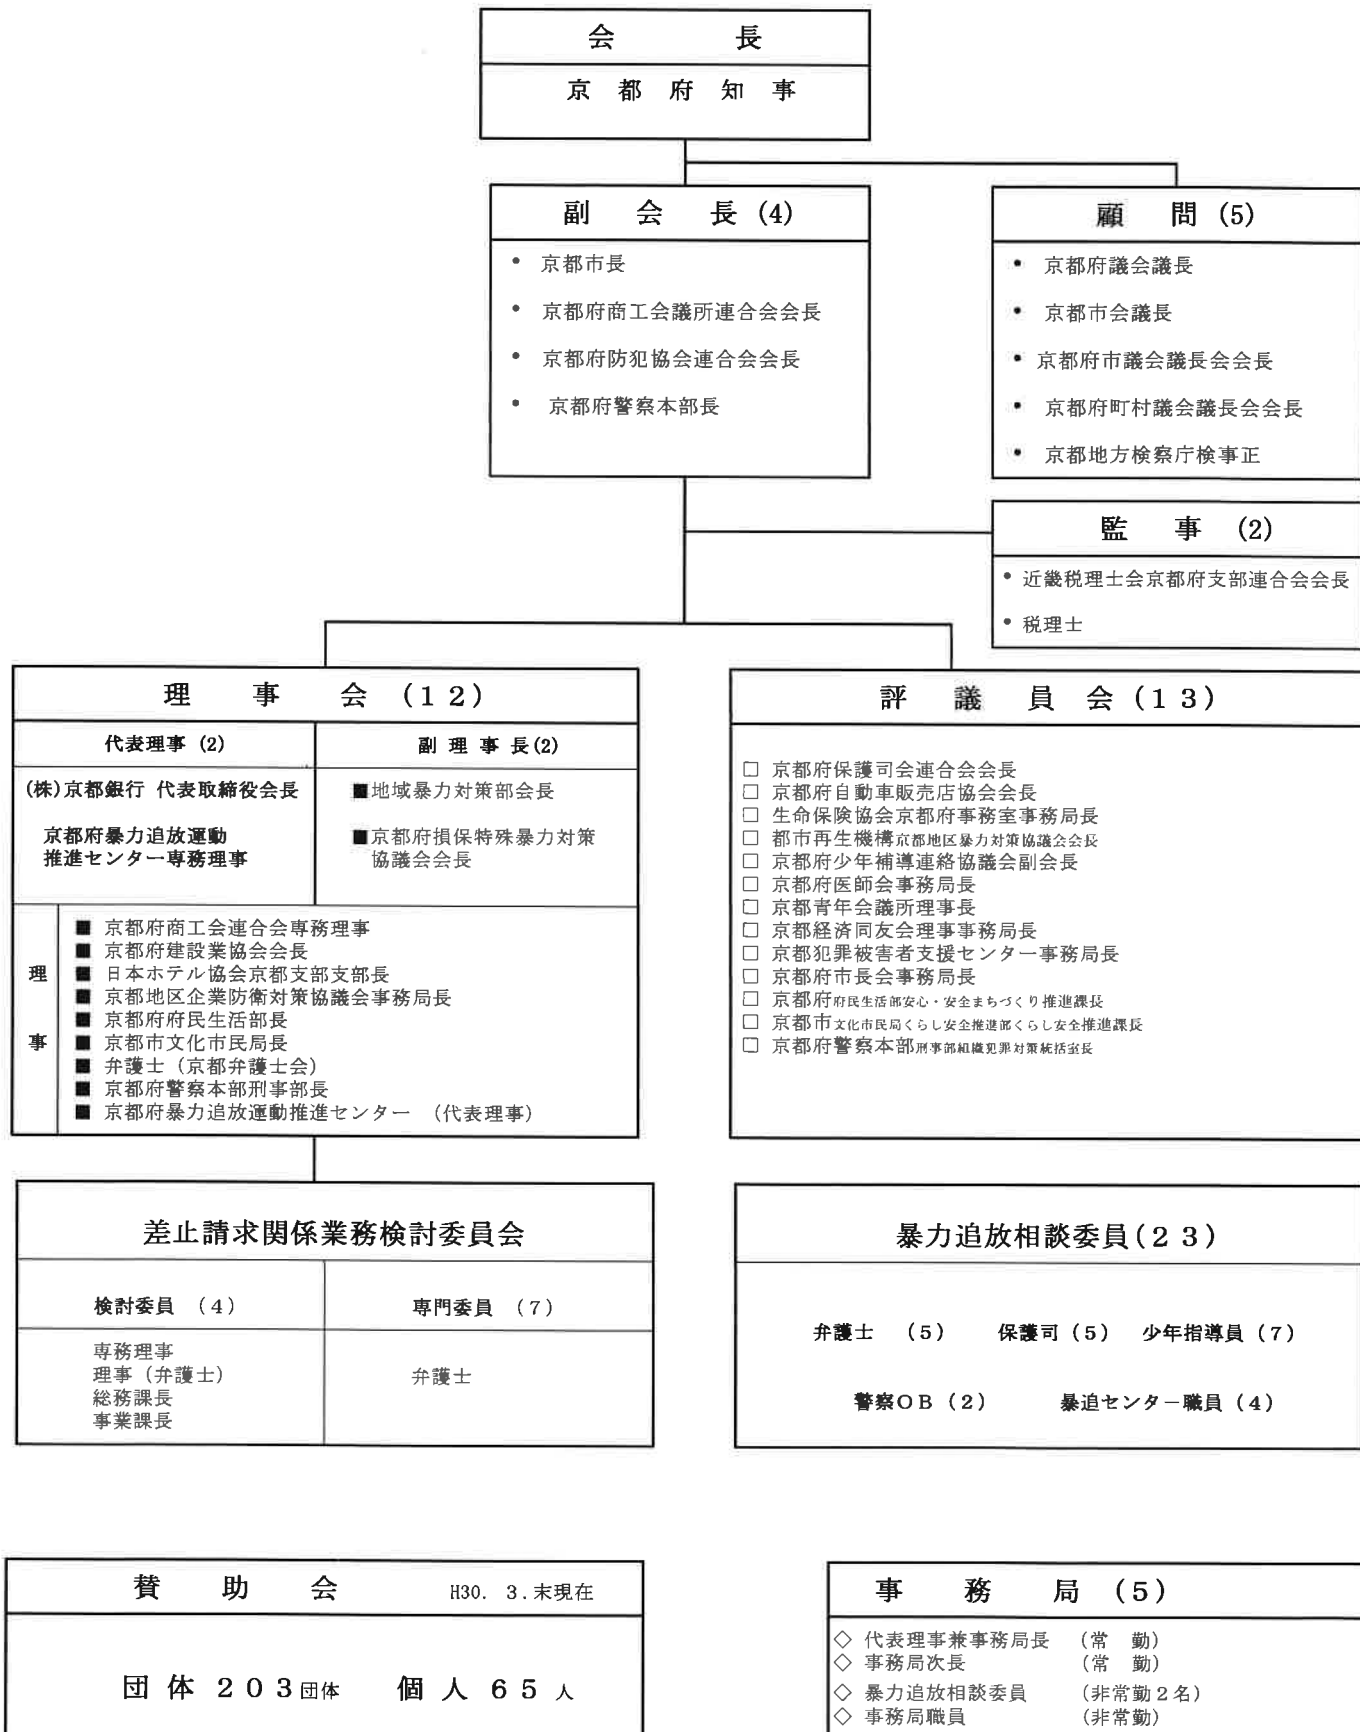 会 長
京 都 府 知 事
副 会 長 (4)
• 京都市長
• 京都府商工会議所連合会会長
• 京都府防犯協会連合会会長
• 京都府警察本部長
顧 問 (5)
• 京都府議会議長
• 京都市会議長
• 京都府市議会議長会会長
• 京都府町村議会議長会会長
• 京都地方検察庁検事正
監 事 (2)
• 近畿税理士会京都府支部連合会会長
• 税理士
理 事 会 (12)
代表理事 (2)
(株)京都銀行 代表取締役会長
京都府暴力追放運動
推進センター専務理事
副 理 事 長(2)
■地域暴力対策部会長
■京都府損保特殊暴力対策
協議会会長
理 事
■ 京都府商工会連合会専務理事
■ 京都府建設業協会会長
■ 日本ホテル協会京都支部支部長
■ 京都地区企業防衛対策協議会事務局長
■ 京都府府民生活部長
■ 京都市文化市民局長
■ 弁護士（京都弁護士会）
■ 京都府警察本部刑事部長
■ 京都府暴力追放運動推進センター （代表理事）
評 議 員 会 (13)
□ 京都府保護司会連合会会長
□ 京都府自動車販売店協会会長
□ 生命保険協会京都府事務室事務局長
□ 都市再生機構京都地区暴力対策協議会会長
□ 京都府少年補導連絡協議会副会長
□ 京都府医師会事務局長
□ 京都青年会議所理事長
□ 京都経済同友会理事事務局長
□ 京都犯罪被害者支援センター事務局長
□ 京都府市長会事務局長
□ 京都府府民生活部安心・安全まちづくり推進課長
□ 京都市文化市民局くらし安全推進部くらし安全推進課長
□ 京都府警察本部刑事部組織犯罪対策統括室長
差止請求関係業務検討委員会
検討委員 （4）
専務理事
理事（弁護士）
総務課長
事業課長
専門委員 （7）
弁護士
暴力追放相談委員(23)
弁護士 （5） 保護司（5） 少年指導員（7）
警察OB（2） 暴追センター職員（4）
賛 助 会 H30. 3.末現在
団 体 203団体 個 人 65 人
事 務 局 (5)
◇ 代表理事兼事務局長 （常 勤）
◇ 事務局次長 （常 勤）
◇ 暴力追放相談委員 （非常勤2名）
◇ 事務局職員 （非常勤）